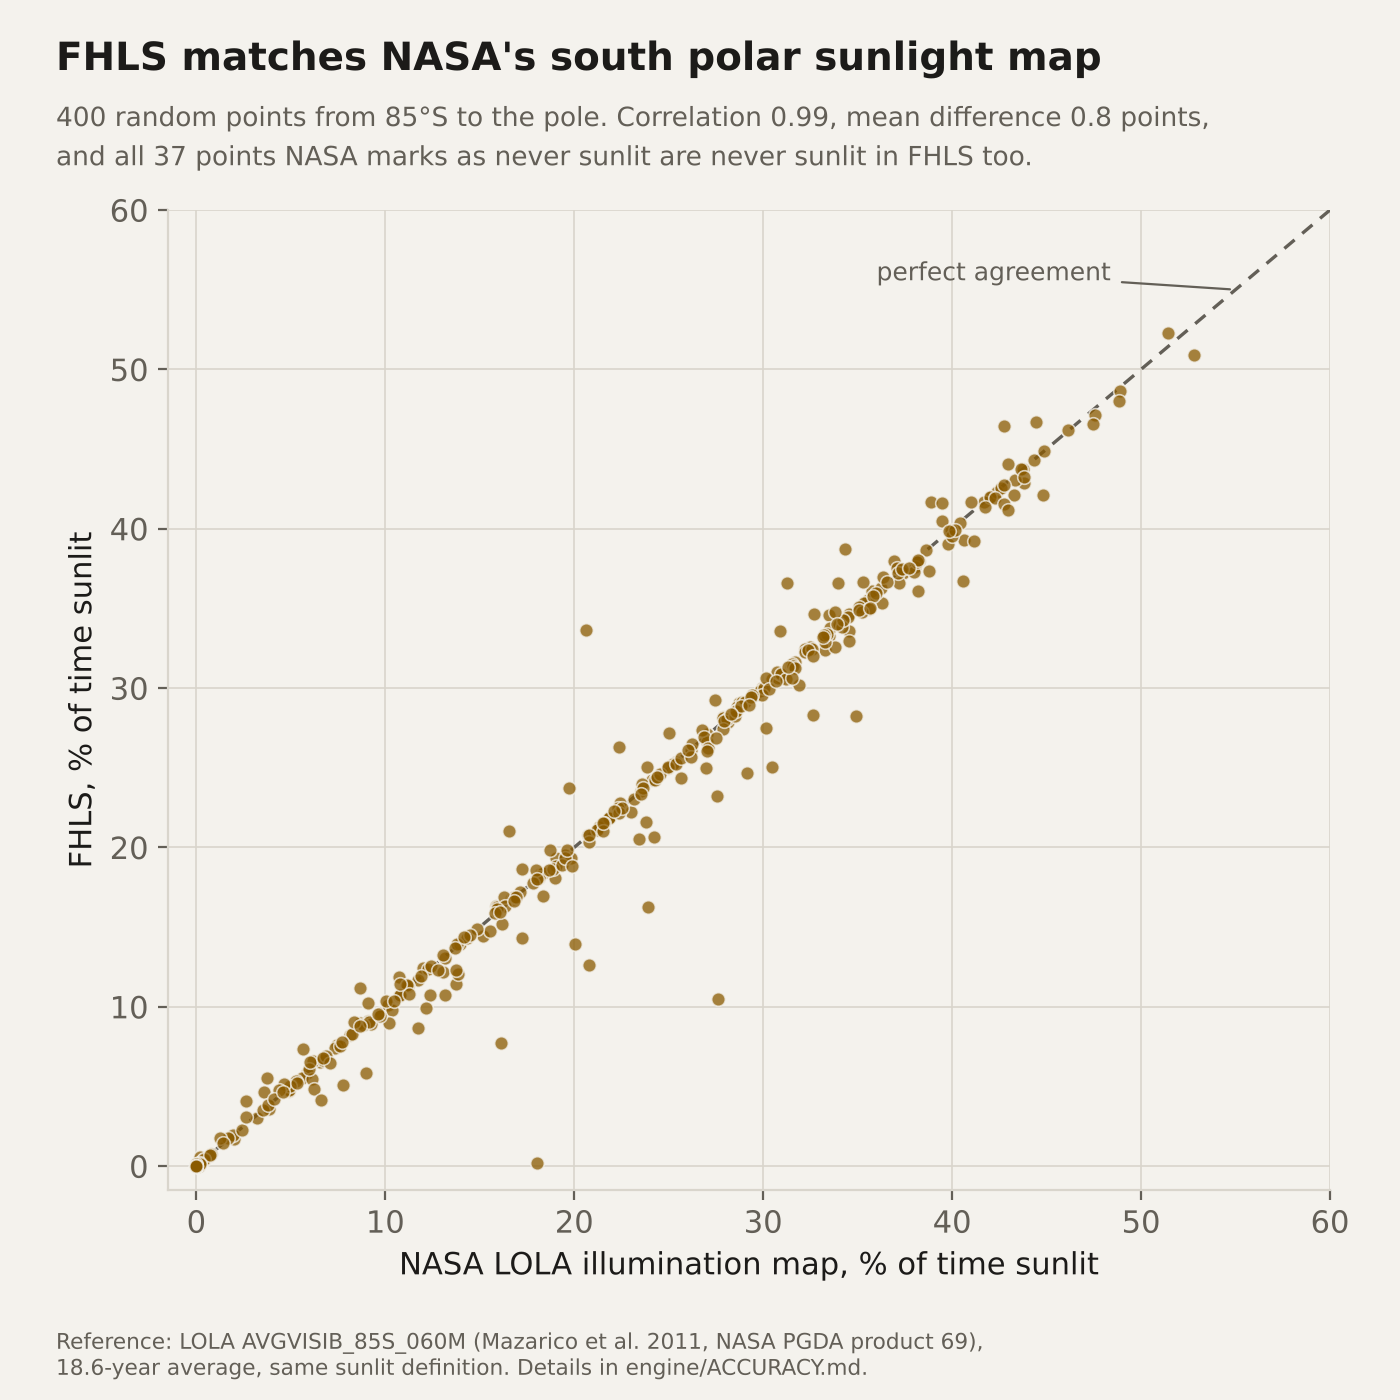 FHLS matches NASA's south polar sunlight map
400 random points from 85°S to the pole. Correlation 0.99, mean difference 0.8 points,
and all 37 points NASA marks as never sunlit are never sunlit in FHLS too.
60
50
40
30
20
10
0
FHLS, % of time sunlit
perfect agreement
0 10 20 30 40 50 60
NASA LOLA illumination map, % of time sunlit
Reference: LOLA AVGVISIB_85S_060M (Mazarico et al. 2011, NASA PGDA product 69),
18.6-year average, same sunlit definition. Details in engine/ACCURACY.md.